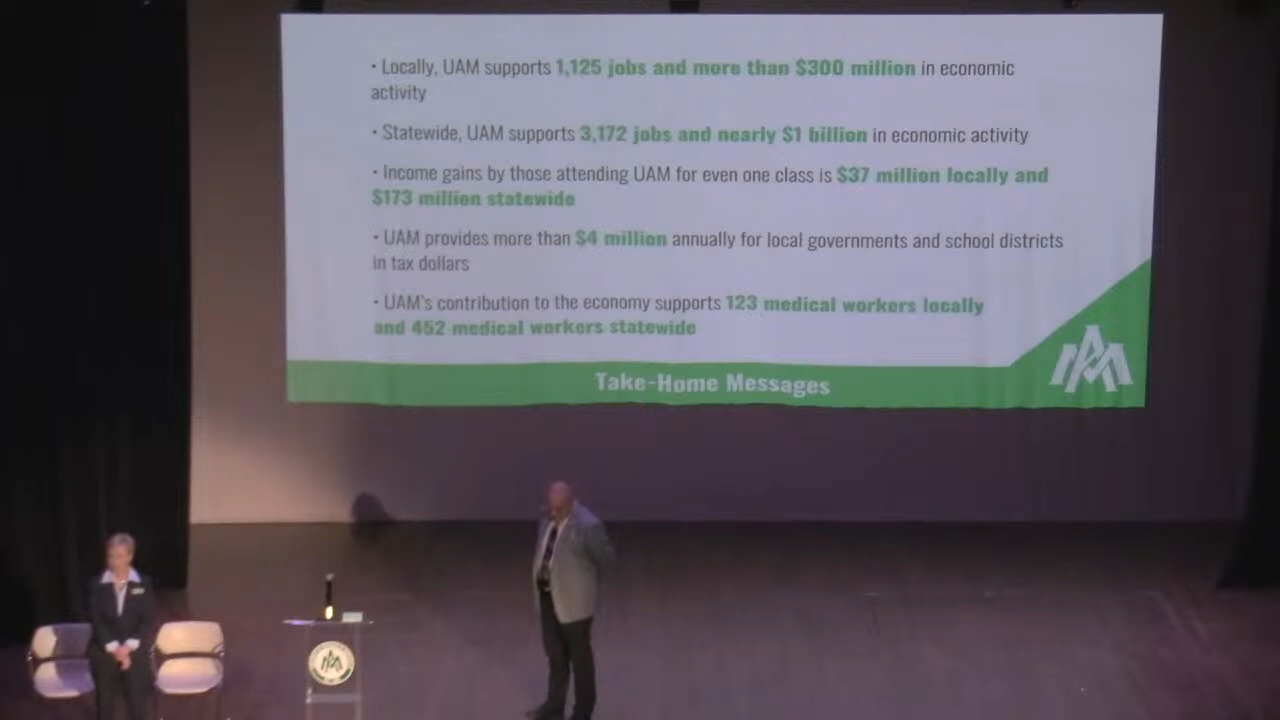 • Locally, UAM supports 1,125 jobs and more than $300 million in economic
activity
• Statewide, UAM supports 3,172 jobs and nearly $1 billion in economic activity
• Income gains by those attending UAM for even one class is $37 million locally and
$173 million statewide
• UAM provides more than $4 million annually for local governments and school districts
in tax dollars
• UAM's contribution to the economy supports 123 medical workers locally
and 452 medical workers statewide
Take-Home Messages